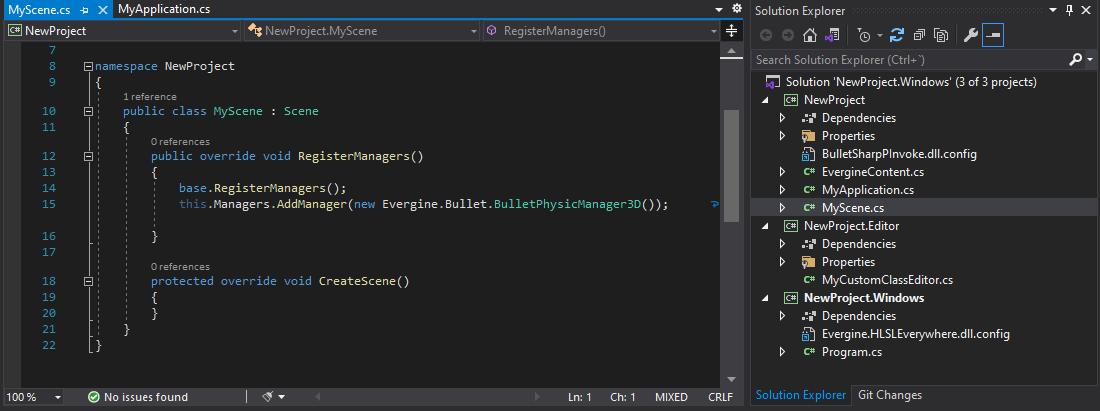 MyScene.cs
MyApplication.cs
NewProject
NewProject.MyScene
RegisterManagers()
7
8 namespace NewProject
9 {
1 reference
10 public class MyScene : Scene
11 {
0 references
12 public override void RegisterManagers()
13 {
14 base.RegisterManagers();
15 this.Managers.AddManager(new Evergine.Bullet.BulletPhysicManager3D());
16 }
17
0 references
18 protected override void CreateScene()
19 {
20 }
21 }
22 }
100 %
No issues found
Ln: 1
Ch: 1
MIXED
CRLF
Solution Explorer
Search Solution Explorer (Ctrl+`)
Solution 'NewProject.Windows' (3 of 3 projects)
C# NewProject
Dependencies
Properties
BulletSharpPInvoke.dll.config
C# EvergineContent.cs
C# MyApplication.cs
C# MyScene.cs
C# NewProject.Editor
Dependencies
Properties
C# MyCustomClassEditor.cs
C# NewProject.Windows
Dependencies
Evergine.HLSLEverywhere.dll.config
C# Program.cs
Solution Explorer
Git Changes